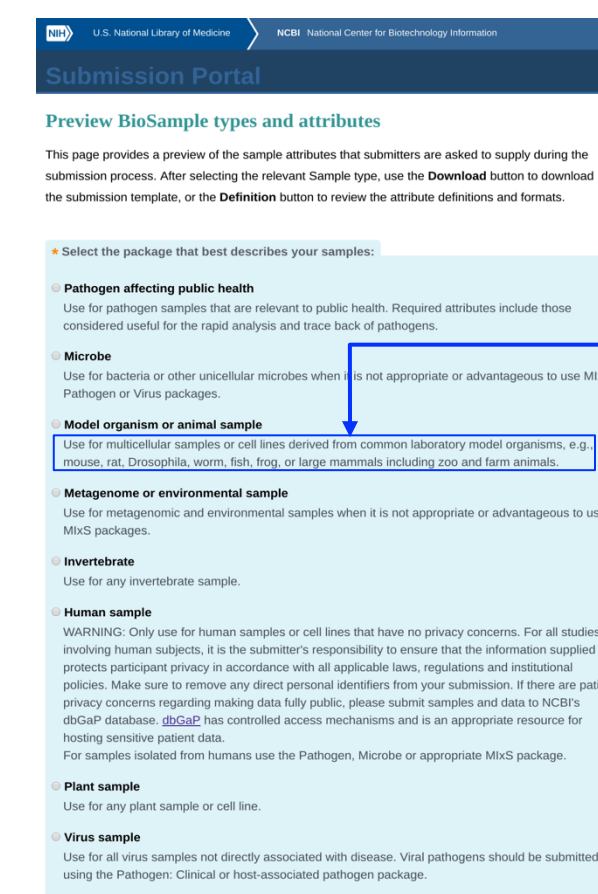 NIH U.S. National Library of Medicine NCBI National Center for Biotechnology Information
Submission Portal
Preview BioSample types and attributes
This page provides a preview of the sample attributes that submitters are asked to supply during the
submission process. After selecting the relevant Sample type, use the Download button to download
the submission template, or the Definition button to review the attribute definitions and formats.
* Select the package that best describes your samples:
Pathogen affecting public health
Use for pathogen samples that are relevant to public health. Required attributes include those
considered useful for the rapid analysis and trace back of pathogens.
Microbe
Use for bacteria or other unicellular microbes when it is not appropriate or advantageous to use
Pathogen or Virus packages.
Model organism or animal sample
Use for multicellular samples or cell lines derived from common laboratory model organisms, e.g.,
mouse, rat, Drosophila, worm, fish, frog, or large mammals including zoo and farm animals.
Metagenome or environmental sample
Use for metagenomic and environmental samples when it is not appropriate or advantageous to
MIxS packages.
Invertebrate
Use for any invertebrate sample.
Human sample
WARNING: Only use for human samples or cell lines that have no privacy concerns. For all studies
involving human subjects, it is the submitter's responsibility to ensure that the information supplied
protects participant privacy in accordance with all applicable laws, regulations and institutional
policies. Make sure to remove any direct personal identifiers from your submission. If there are
privacy concerns regarding making data fully public, please submit samples and data to NCBI's
dbGaP database. dbGaP has controlled access mechanisms and is an appropriate resource for
hosting sensitive patient data.
For samples isolated from humans use the Pathogen, Microbe or appropriate MIxS package.
Plant sample
Use for any plant sample or cell line.
Virus sample
Use for all virus samples not directly associated with disease. Viral pathogens should be submitted
using the Pathogen: Clinical or host-associated pathogen package.